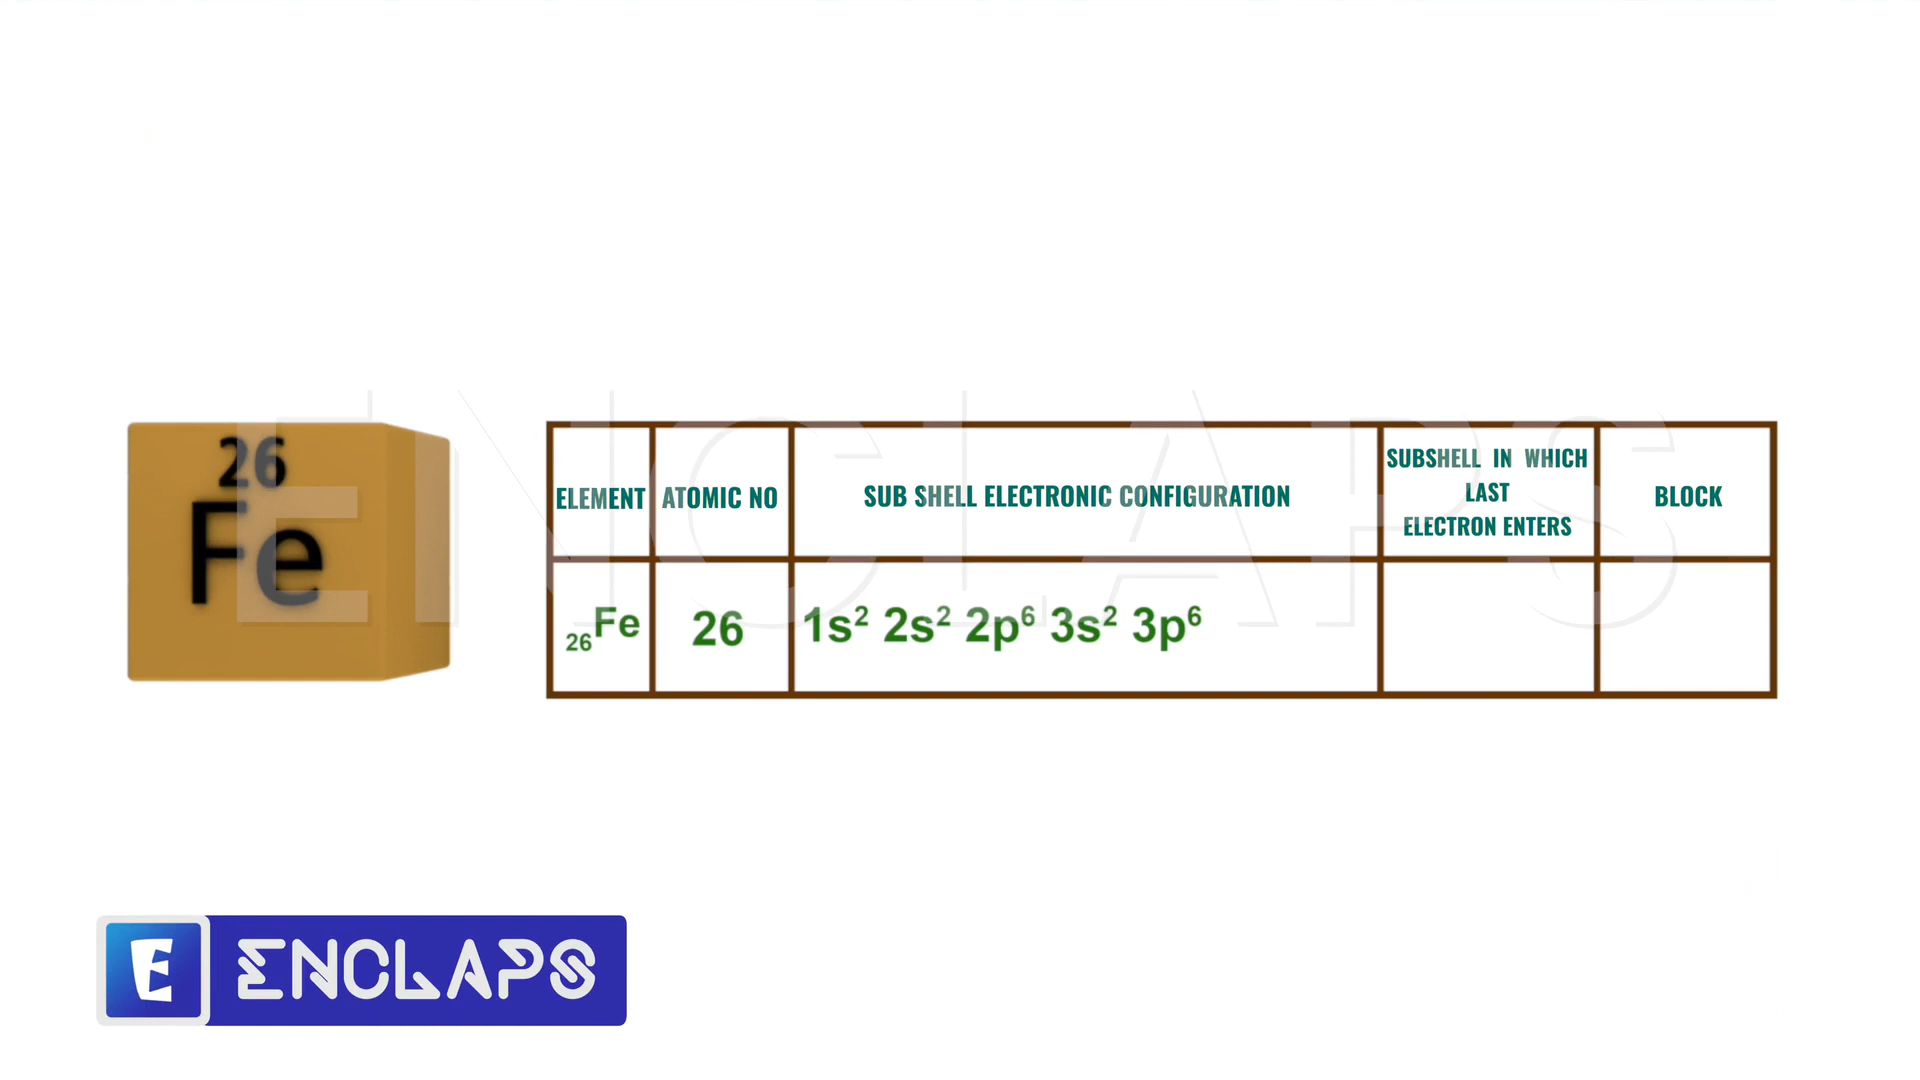 26
Fe
ELEMENT
ATOMIC NO
SUB SHELL ELECTRONIC CONFIGURATION
SUBSHELL IN WHICH
LAST
ELECTRON ENTERS
BLOCK
₂₆Fe
26
1s² 2s² 2p⁶ 3s² 3p⁶
ENCLAPS
E ENCLAPS